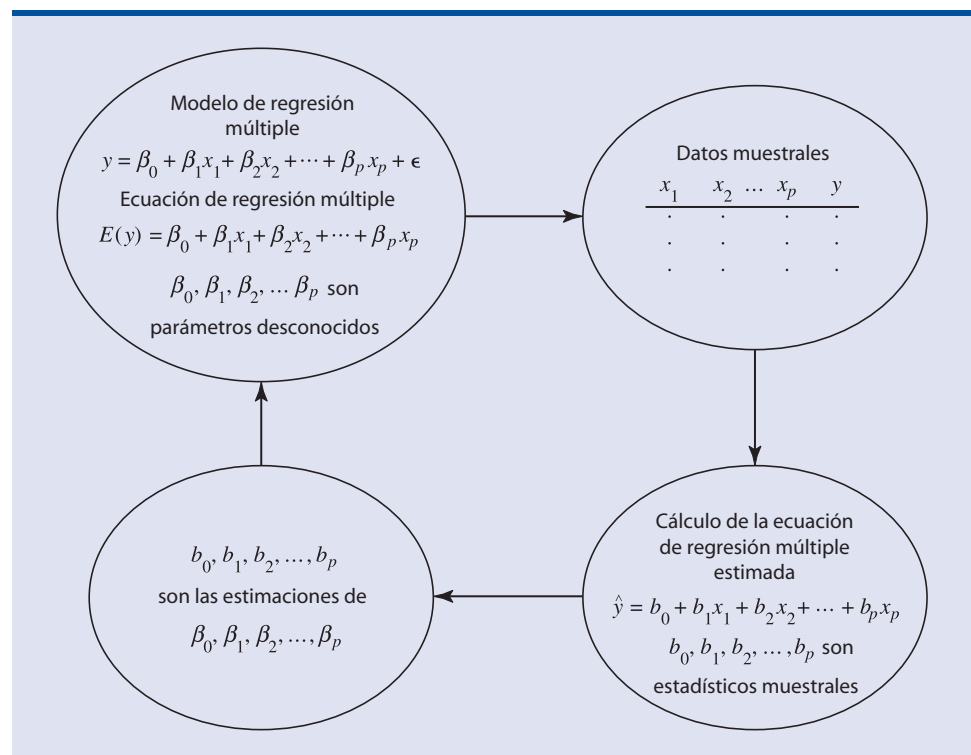 Modelo de regresión
múltiple
y = β₀ + β₁x₁ + β₂x₂ + ⋯ + βₚxₚ + ϵ
Ecuación de regresión múltiple
E(y) = β₀ + β₁x₁ + β₂x₂ + ⋯ + βₚxₚ
β₀, β₁, β₂, … βₚ son
parámetros desconocidos
Datos muestrales
x₁ x₂ … xₚ y
. . . .
. . . .
. . . .
Cálculo de la ecuación
de regresión múltiple
estimada
ŷ = b₀ + b₁x₁ + b₂x₂ + ⋯ + bₚxₚ
b₀, b₁, b₂, … , bₚ son
estadísticos muestrales
b₀, b₁, b₂, …, bₚ
son las estimaciones de
β₀, β₁, β₂, …, βₚ